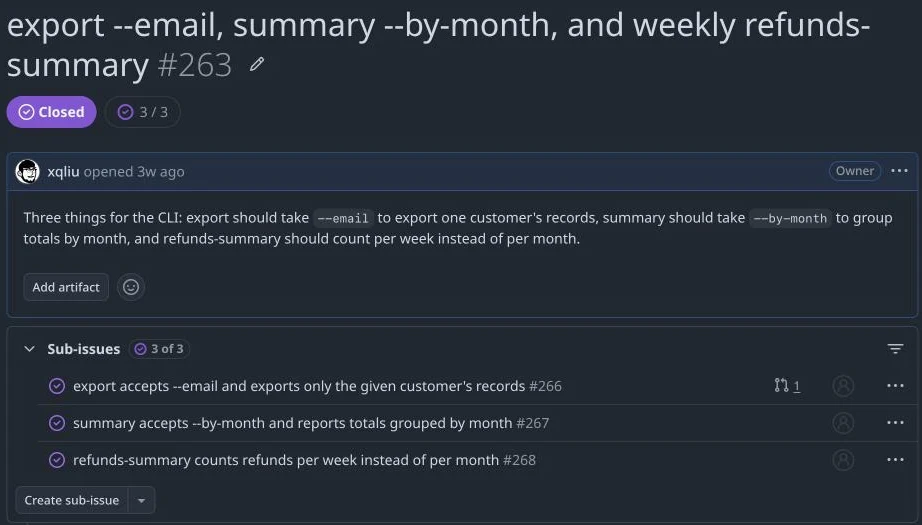 export --email, summary --by-month, and weekly refunds-
summary #263
Closed
3 / 3
xqliu opened 3w ago
Owner
Three things for the CLI: export should take --email to export one customer's records, summary should take --by-month to group
totals by month, and refunds-summary should count per week instead of per month.
Add artifact
Sub-issues 3 of 3
export accepts --email and exports only the given customer's records #266
1
summary accepts --by-month and reports totals grouped by month #267
refunds-summary counts refunds per week instead of per month #268
Create sub-issue